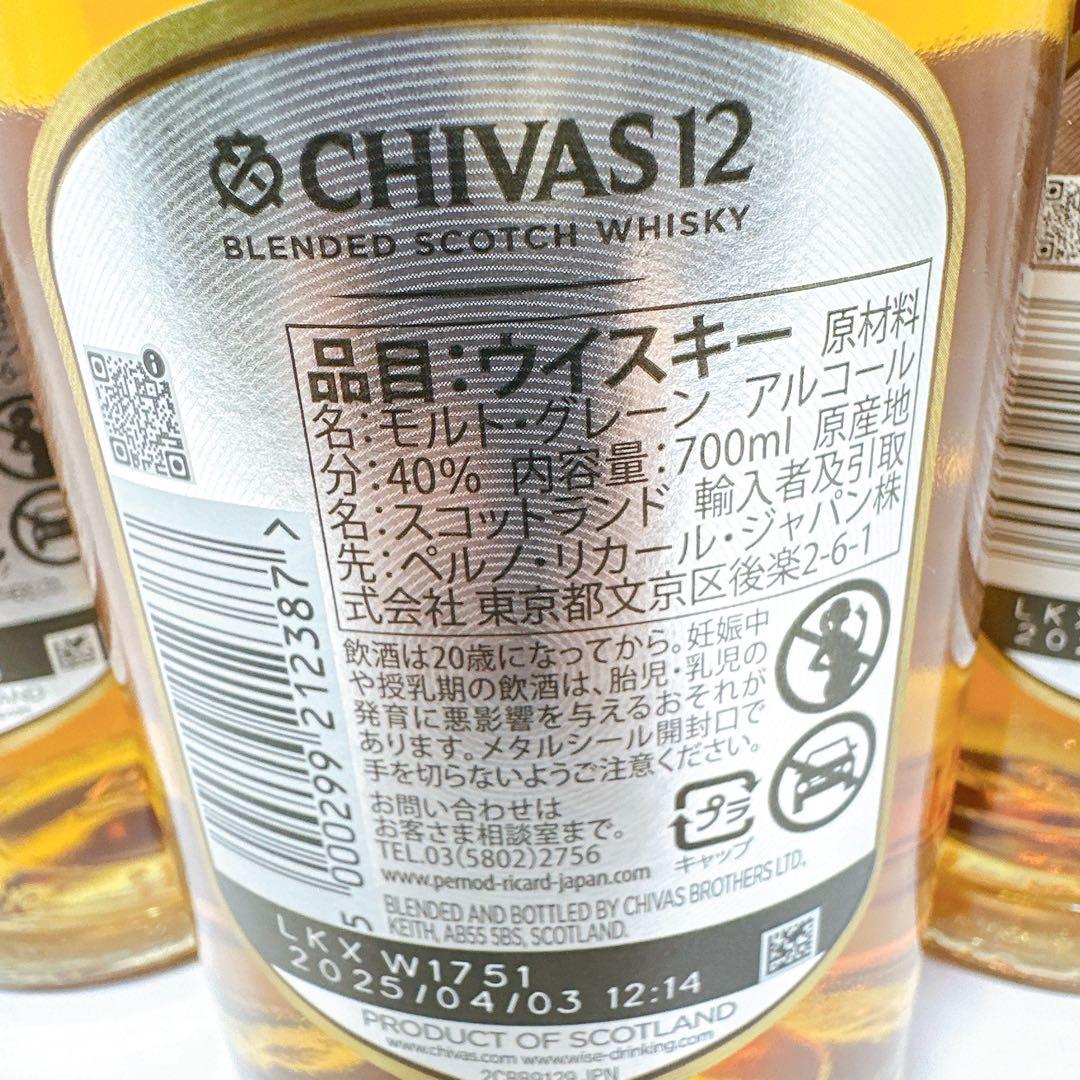 CHIVAS 12
BLENDED SCOTCH WHISKY
品目:ウイスキー 原材料
名:モルト・グレーン アルコール
分:40% 内容量:700ml 原産地
名:スコットランド 輸入者及引取
先:ペルノ・リカール・ジャパン株
式会社 東京都文京区後楽2-6-1
飲酒は20歳になってから。妊娠中
や授乳期の飲酒は、胎児・乳児の
発育に悪影響を与えるおそれが
あります。メタルシール開封口で
手を切らないようご注意ください。
お問い合わせは
お客さま相談室まで。
TEL.03(5802)2756
www.pernod-ricard-japan.com
プラ
キャップ
BLENDED AND BOTTLED BY CHIVAS BROTHERS LTD.,
KEITH, AB55 5BS, SCOTLAND.
5 000299 212387 >
LKXW1751
2025/04/03 12:14
PRODUCT OF SCOTLAND
www.chivas.com www.wise-drinking.com
LKX